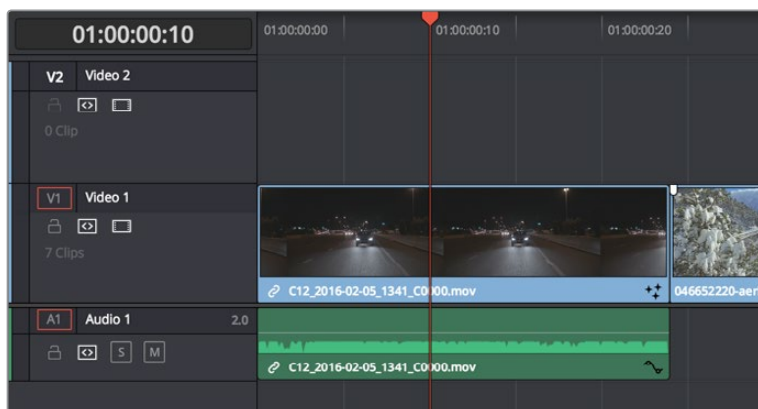 01:00:00:10
01:00:00:00 01:00:00:10 01:00:00:20
V2 Video 2
0 Clip
V1 Video 1
7 Clips
C12_2016-02-05_1341_C0000.mov
046652220-aer
A1 Audio 1 2.0
S M
C12_2016-02-05_1341_C0000.mov